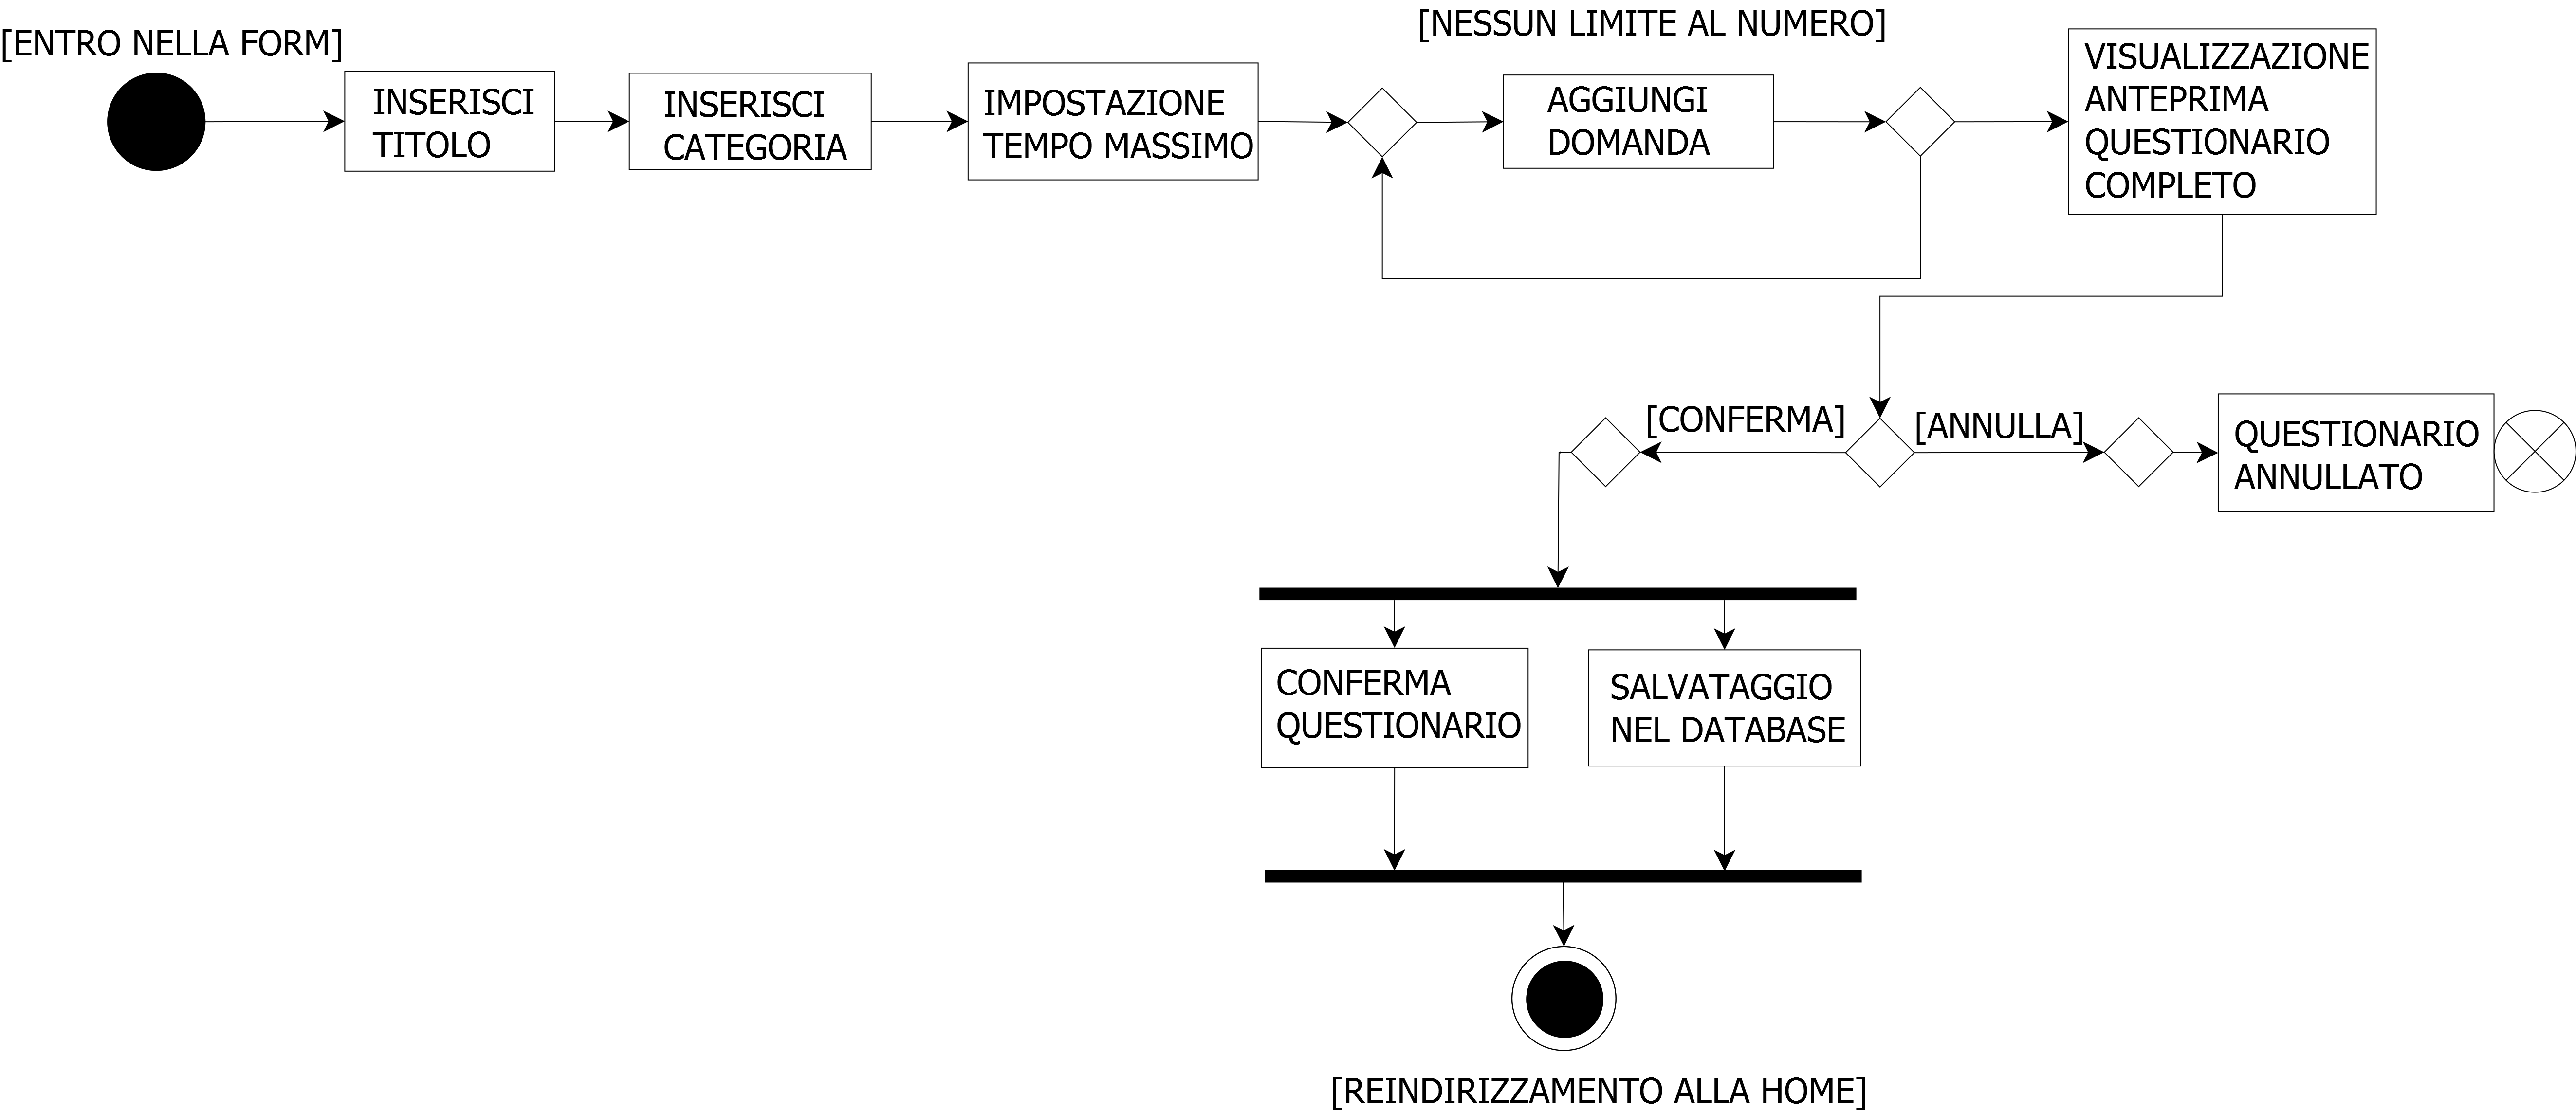 [ENTRO NELLA FORM]
INSERISCI
TITOLO
INSERISCI
CATEGORIA
IMPOSTAZIONE
TEMPO MASSIMO
[NESSUN LIMITE AL NUMERO]
AGGIUNGI
DOMANDA
VISUALIZZAZIONE
ANTEPRIMA
QUESTIONARIO
COMPLETO
[CONFERMA]
[ANNULLA]
QUESTIONARIO
ANNULLATO
CONFERMA
QUESTIONARIO
SALVATAGGIO
NEL DATABASE
[REINDIRIZZAMENTO ALLA HOME]